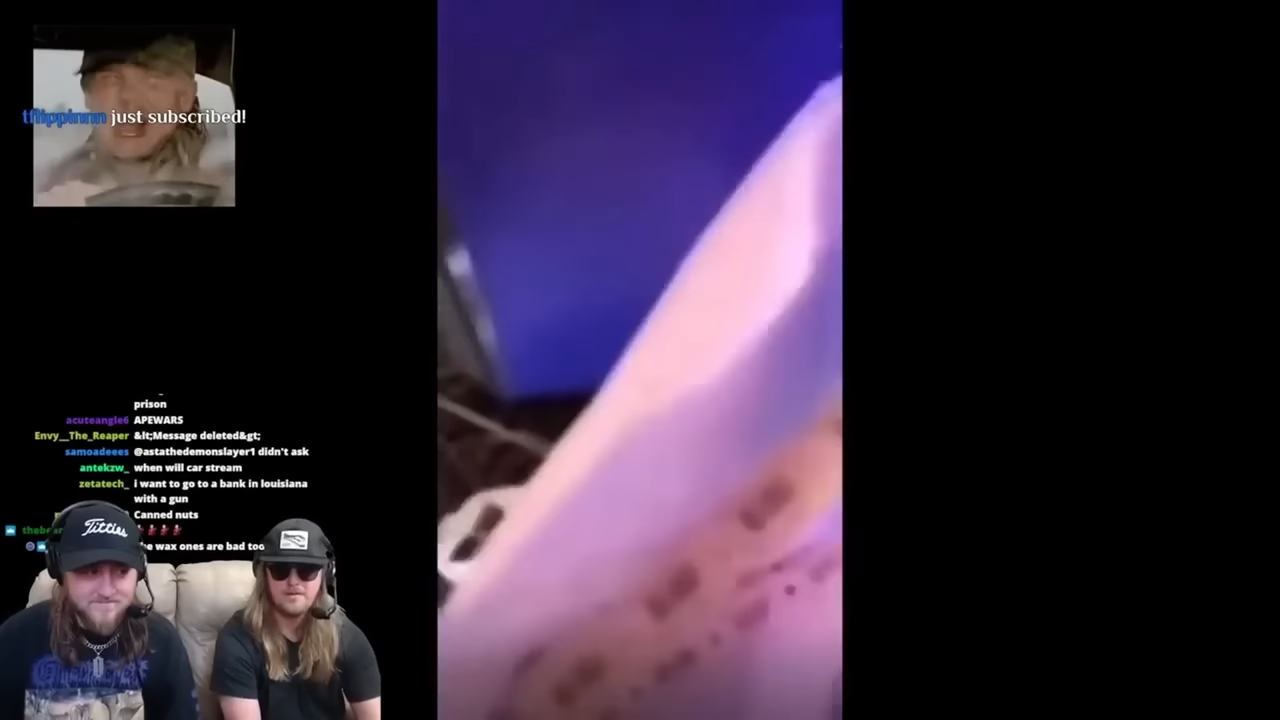 tflippinnn just subscribed!
prison
acuteangle6 APEWARS
Envy__The_Reaper &lt;Message deleted&gt;
samoadeees @astathedemonslayer1 didn't ask
antekzw_ when will car stream
zetatech_ i want to go to a bank in louisiana
with a gun
Canned nuts
wax ones are bad too
Titties